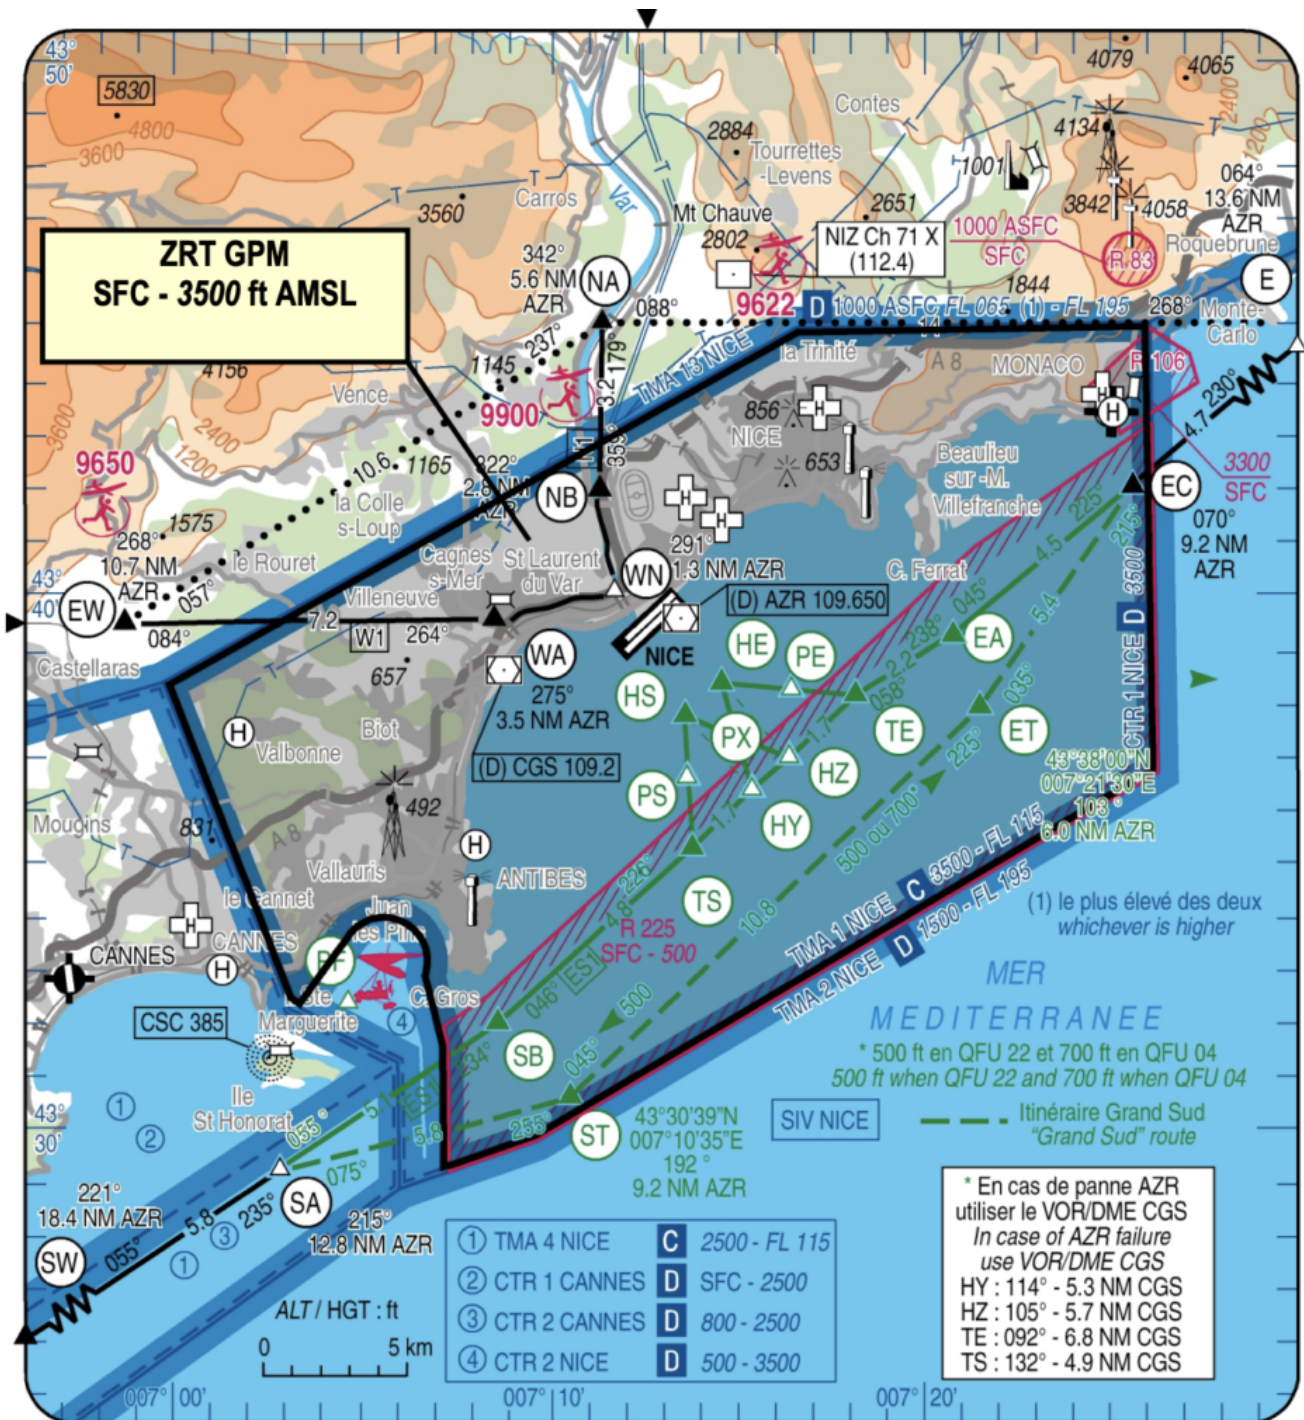 43°
50'
5830
4800
3600
Carros
Var
3560
2884
Tourrettes
-Levens
Contes
4079
4065
2400
1200
4134
1001
3842
4058
064°
13.6 NM
AZR
2651
Mt Chauve
2802
NIZ Ch 71 X
(112.4)
1000 ASFC
SFC
R 83
Roquebrune
1844
E
ZRT GPM
SFC - 3500 ft AMSL
342°
5.6 NM
AZR
NA
9622
088°
D 1000 ASFC FL 065 (1) - FL 195
14
268°
Monte-
Carlo
237°
179°
3.2
359°
TMA 13 NICE
la Trinité
A 8
MONACO
R 106
H
4156
1145
Vence
9900
856
NICE
653
H
4.7
230°
3600
2400
1200
9650
1575
10.6
1165
322°
2.8 NM
AZR
NB
la Colle
s-Loup
H
H
Beaulieu
sur -M.
Villefranche
3300
SFC
EC
070°
9.2 NM
AZR
268°
10.7 NM
AZR
le Rouret
Cagnes
s-Mer
St Laurent
du Var
291°
1.3 NM AZR
WN
C. Ferrat
225°
4.5
045°
215°
5.4
035°
43°
40'
EW
057°
084°
Villeneuve
7.2
264°
W1
657
Castellaras
WA
275°
3.5 NM AZR
NICE
(D) AZR 109.650
HE
PE
EA
238°
2.2
058°
HS
PX
TE
ET
1.7
HZ
PS
HY
1.7
TS
225°
500 ou 700*
CTR 1 NICE D 3500
43°38'00"N
007°21'30"E
103 °
6.0 NM AZR
H
Valbonne
Biot
(D) CGS 109.2
Mougins
831
A 8
492
Vallauris
H
ANTIBES
le Cannet
H
CANNES
CANNES
H
Juan
les Pins
PF
C. Gros
Ste
Marguerite
4
CSC 385
Ile
St Honorat
226°
4.8
R 225
SFC - 500
ES1
046°
10.8
500
TMA 1 NICE C 3500 - FL 115
TMA 2 NICE D 1500 - FL 195
(1) le plus élevé des deux
whichever is higher
MER
MEDITERRANEE
* 500 ft en QFU 22 et 700 ft en QFU 04
500 ft when QFU 22 and 700 ft when QFU 04
SB
234°
045°
5.1
ES1
055°
5.8
075°
255°
ST
43°30'39"N
007°10'35"E
192 °
9.2 NM AZR
SIV NICE
Itinéraire Grand Sud
"Grand Sud" route
43°
30'
1
2
SA
215°
12.8 NM AZR
221°
18.4 NM AZR
SW
055°
5.8
235°
3
1
ALT / HGT : ft
0 5 km
1 TMA 4 NICE C 2500 - FL 115
2 CTR 1 CANNES D SFC - 2500
3 CTR 2 CANNES D 800 - 2500
4 CTR 2 NICE D 500 - 3500
* En cas de panne AZR
utiliser le VOR/DME CGS
In case of AZR failure
use VOR/DME CGS
HY : 114° - 5.3 NM CGS
HZ : 105° - 5.7 NM CGS
TE : 092° - 6.8 NM CGS
TS : 132° - 4.9 NM CGS
007° 00'
007° 10'
007° 20'